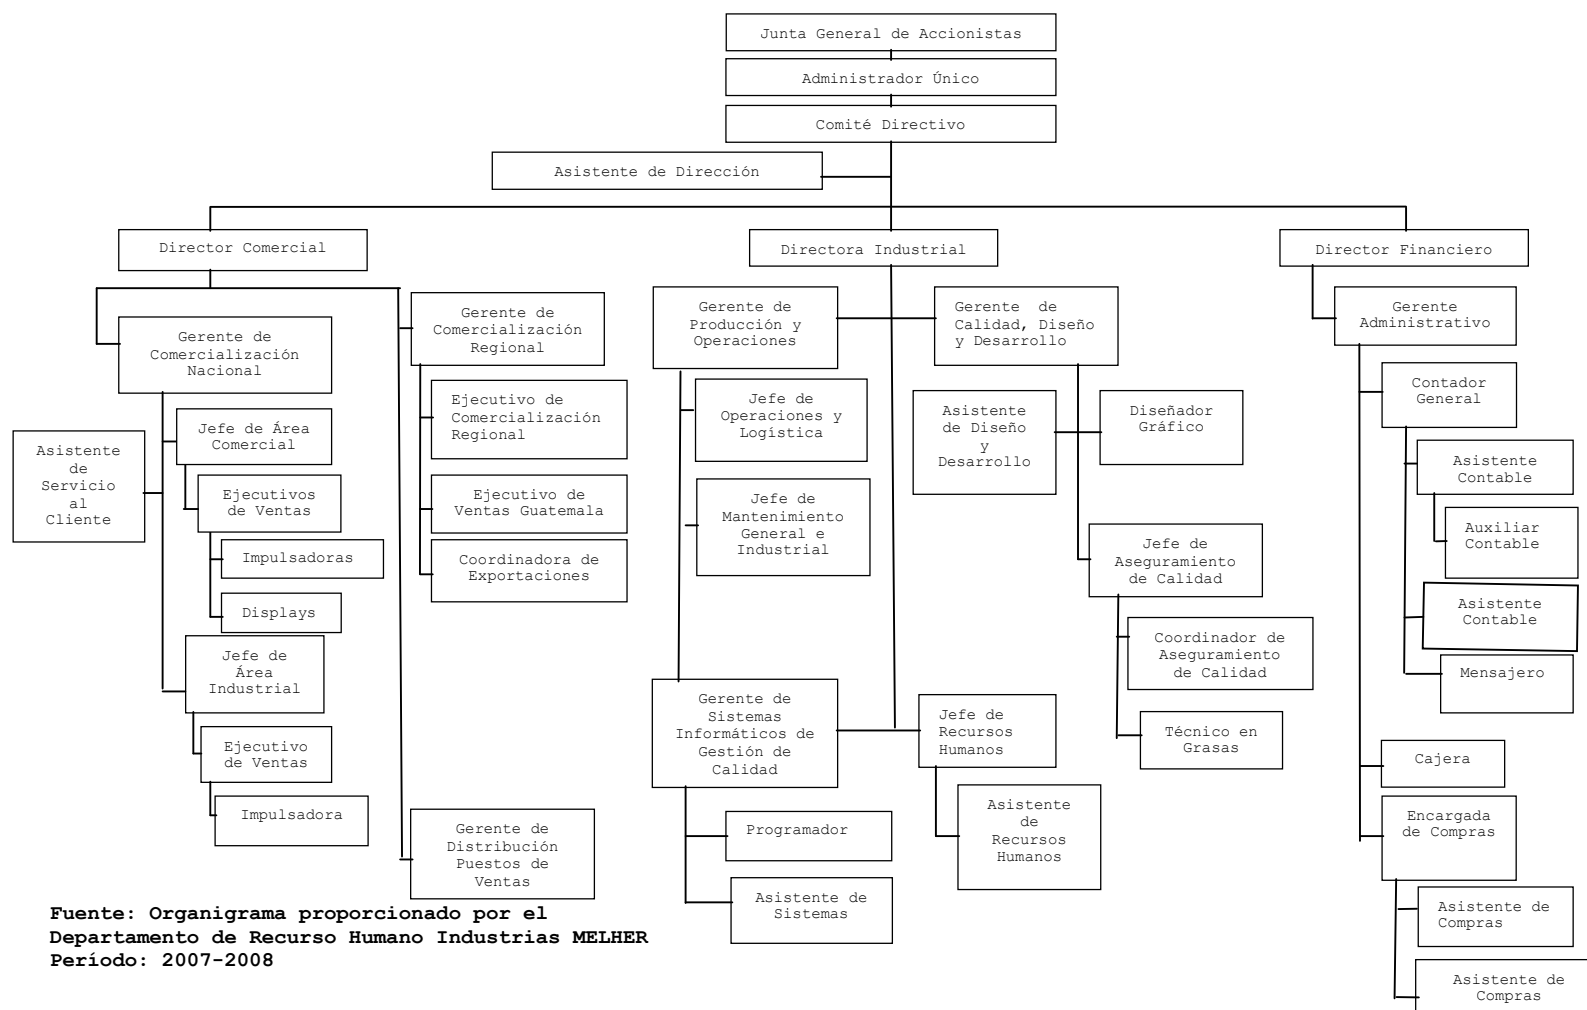 Junta General de Accionistas
Administrador Único
Comité Directivo
Asistente de Dirección
Director Comercial
Directora Industrial
Director Financiero
Gerente de
Comercialización
Nacional
Asistente
de
Servicio
al
Cliente
Jefe de Área
Comercial
Ejecutivos
de Ventas
Impulsadoras
Displays
Jefe de
Área
Industrial
Ejecutivo
de Ventas
Impulsadora
Gerente de
Comercialización
Regional
Ejecutivo de
Comercialización
Regional
Ejecutivo de
Ventas Guatemala
Coordinadora de
Exportaciones
Gerente de
Distribución
Puestos de
Ventas
Gerente de
Producción y
Operaciones
Jefe de
Operaciones y
Logística
Jefe de
Mantenimiento
General e
Industrial
Gerente de
Sistemas
Informáticos de
Gestión de
Calidad
Programador
Asistente de
Sistemas
Gerente de
Calidad, Diseño
y Desarrollo
Asistente
de Diseño
y
Desarrollo
Diseñador
Gráfico
Jefe de
Aseguramiento
de Calidad
Coordinador de
Aseguramiento
de Calidad
Técnico en
Grasas
Jefe de
Recursos
Humanos
Asistente
de
Recursos
Humanos
Gerente
Administrativo
Contador
General
Asistente
Contable
Auxiliar
Contable
Asistente
Contable
Mensajero
Cajera
Encargada
de Compras
Asistente de
Compras
Asistente de
Compras
Fuente: Organigrama proporcionado por el
Departamento de Recurso Humano Industrias MELHER
Período: 2007-2008